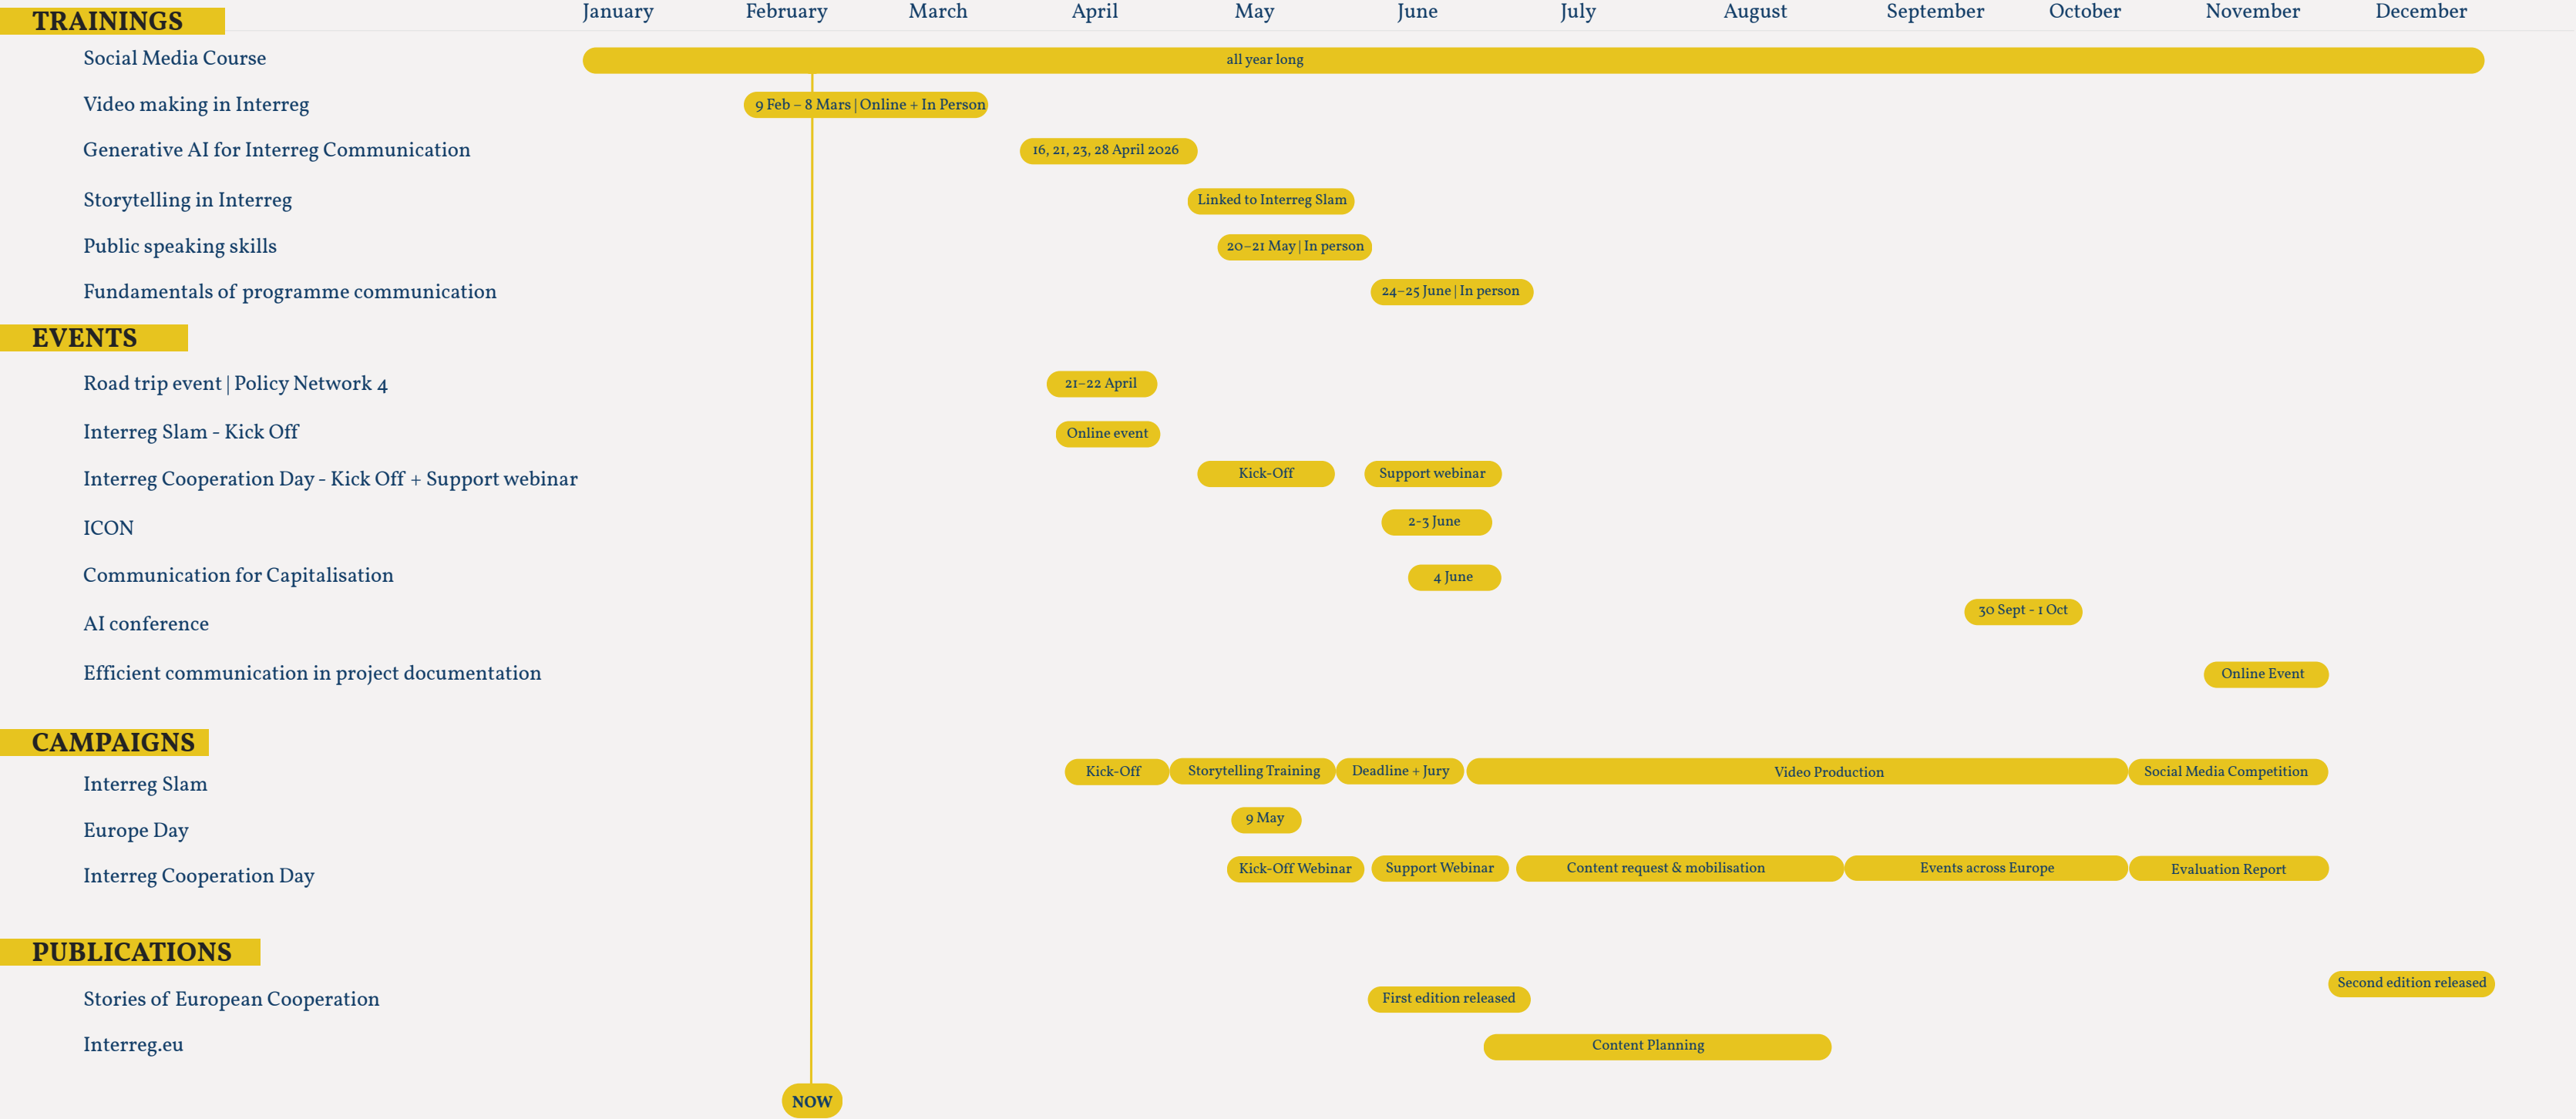 TRAININGS
January February March April May June July August September October November December
Social Media Course
all year long
Video making in Interreg
9 Feb – 8 Mars | Online + In Person
Generative AI for Interreg Communication
16, 21, 23, 28 April 2026
Storytelling in Interreg
Linked to Interreg Slam
Public speaking skills
20–21 May | In person
Fundamentals of programme communication
24–25 June | In person
EVENTS
Road trip event | Policy Network 4
21–22 April
Interreg Slam - Kick Off
Online event
Interreg Cooperation Day - Kick Off + Support webinar
Kick-Off
Support webinar
ICON
2-3 June
Communication for Capitalisation
4 June
AI conference
30 Sept - 1 Oct
Efficient communication in project documentation
Online Event
CAMPAIGNS
Interreg Slam
Kick-Off
Storytelling Training
Deadline + Jury
Video Production
Social Media Competition
Europe Day
9 May
Interreg Cooperation Day
Kick-Off Webinar
Support Webinar
Content request & mobilisation
Events across Europe
Evaluation Report
PUBLICATIONS
Stories of European Cooperation
First edition released
Second edition released
Interreg.eu
Content Planning
NOW